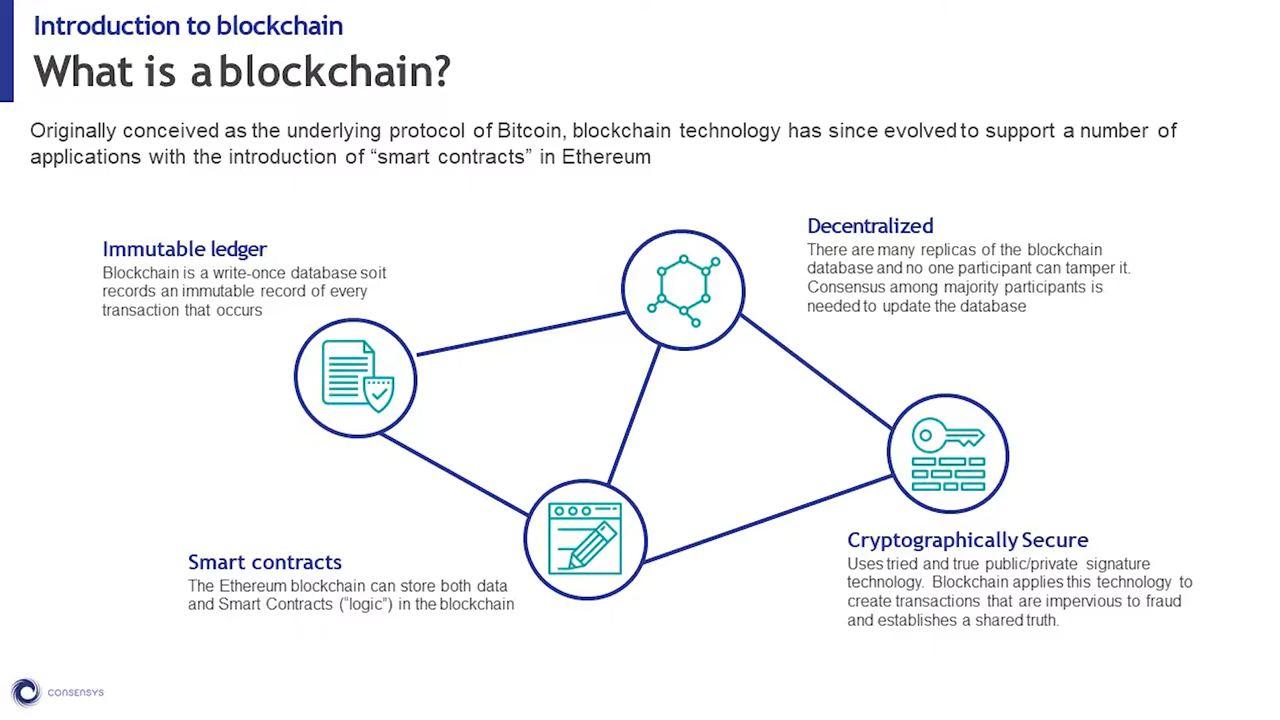 Introduction to blockchain
What is a blockchain?
Originally conceived as the underlying protocol of Bitcoin, blockchain technology has since evolved to support a number of
applications with the introduction of “smart contracts” in Ethereum
Immutable ledger
Blockchain is a write-once database so it
records an immutable record of every
transaction that occurs
Decentralized
There are many replicas of the blockchain
database and no one participant can tamper it.
Consensus among majority participants is
needed to update the database
Smart contracts
The Ethereum blockchain can store both data
and Smart Contracts (“logic”) in the blockchain
Cryptographically Secure
Uses tried and true public/private signature
technology. Blockchain applies this technology to
create transactions that are impervious to fraud
and establishes a shared truth.
CONSENSYS